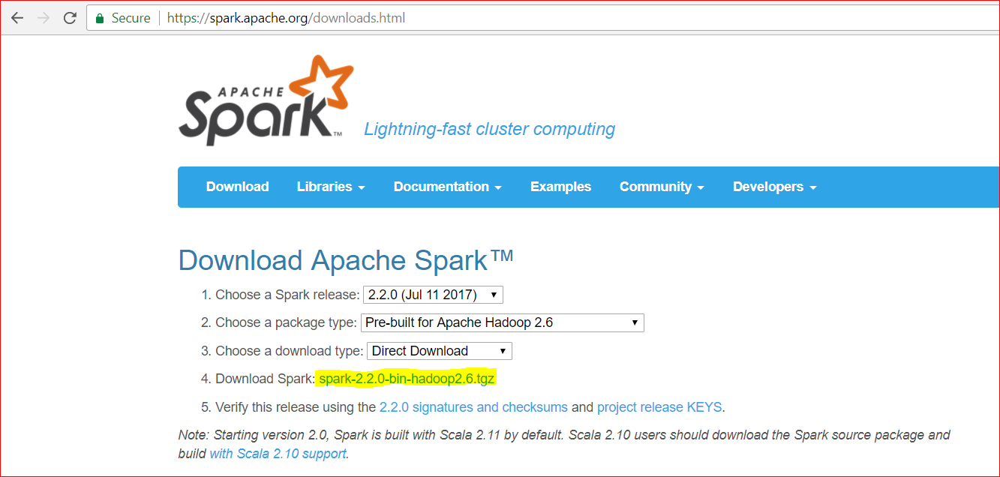 Secure https://spark.apache.org/downloads.html
APACHE
Spark™
Lightning-fast cluster computing
Download Libraries Documentation Examples Community Developers
Download Apache Spark™
1. Choose a Spark release: 2.2.0 (Jul 11 2017)
2. Choose a package type: Pre-built for Apache Hadoop 2.6
3. Choose a download type: Direct Download
4. Download Spark: spark-2.2.0-bin-hadoop2.6.tgz
5. Verify this release using the 2.2.0 signatures and checksums and project release KEYS.
Note: Starting version 2.0, Spark is built with Scala 2.11 by default. Scala 2.10 users should download the Spark source package and
build with Scala 2.10 support.